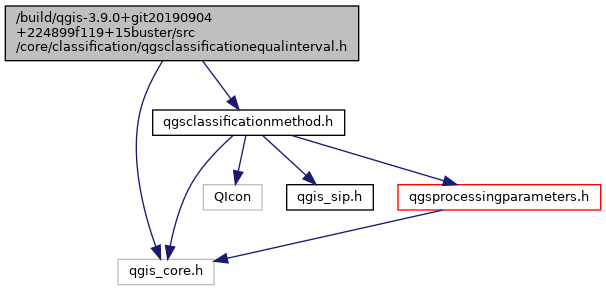 /build/qgis-3.9.0+git20190904
+224899f119+15buster/src
/core/classification/qgsclassificationequalinterval.h
qgsclassificationmethod.h
QIcon
qgis_sip.h
qgsprocessingparameters.h
qgis_core.h